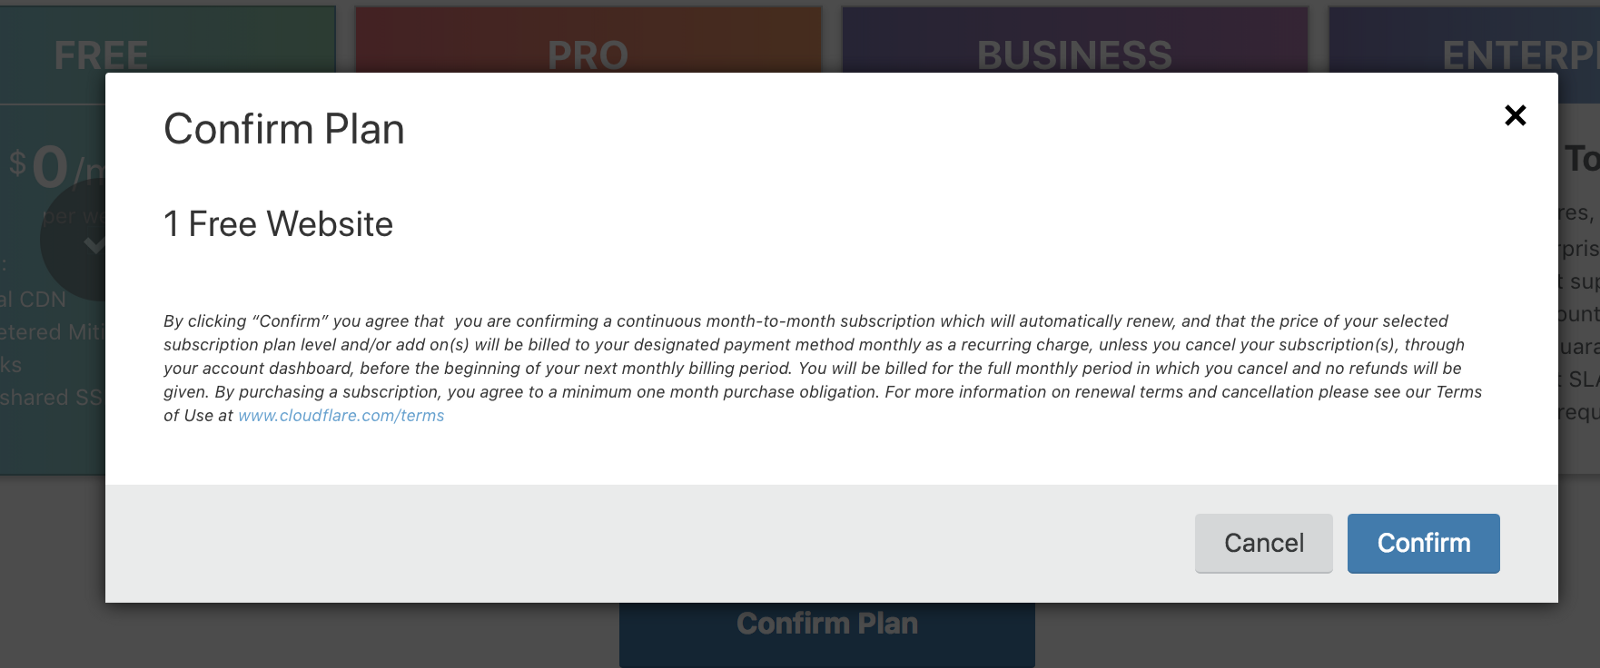 FREE
PRO
BUSINESS
ENTERP
Confirm Plan
$0/m
per we
To
1 Free Website
res,
rpris
al CDN
etered Miti
ks
shared SS
By clicking “Confirm” you agree that  you are confirming a continuous month-to-month subscription which will automatically renew, and that the price of your selected
subscription plan level and/or add on(s) will be billed to your designated payment method monthly as a recurring charge, unless you cancel your subscription(s), through
your account dashboard, before the beginning of your next monthly billing period. You will be billed for the full monthly period in which you cancel and no refunds will be
given. By purchasing a subscription, you agree to a minimum one month purchase obligation. For more information on renewal terms and cancellation please see our Terms
of Use at www.cloudflare.com/terms
t sup
ount
uara
t SLA
requ
Cancel
Confirm
Confirm Plan